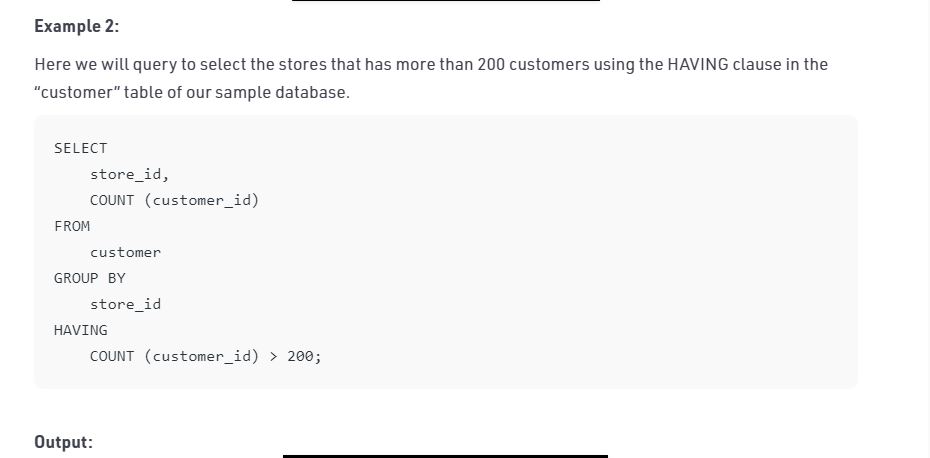 Example 2:
Here we will query to select the stores that has more than 200 customers using the HAVING clause in the
“customer” table of our sample database.
SELECT
    store_id,
    COUNT (customer_id)
FROM
    customer
GROUP BY
    store_id
HAVING
    COUNT (customer_id) > 200;
Output: